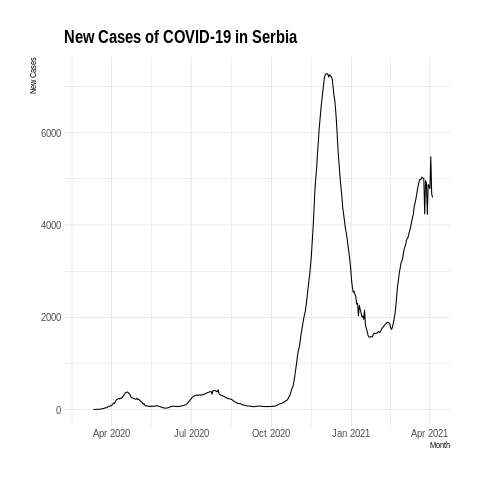 New Cases of COVID-19 in Serbia
New Cases
6000
4000
2000
0
Apr 2020 Jul 2020 Oct 2020 Jan 2021 Apr 2021
Month